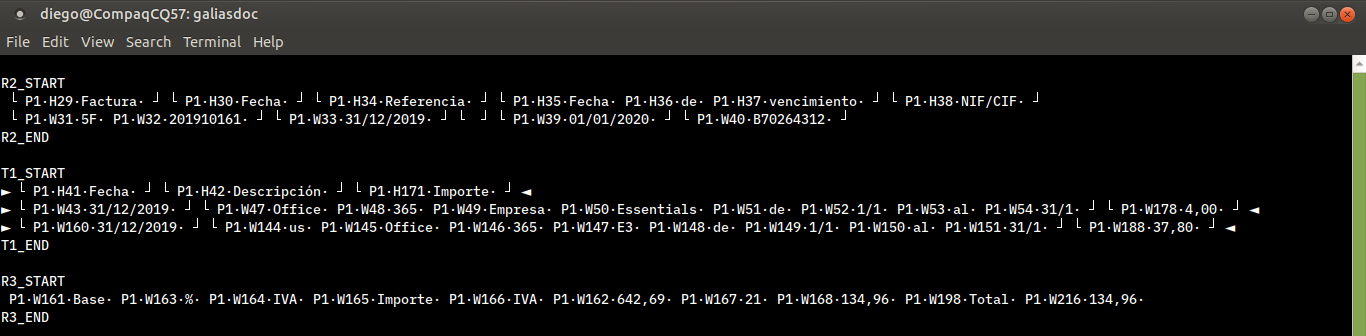 diego@CompaqCQ57: galiasdoc
File Edit View Search Terminal Help
R2_START
└ P1·H29·Factura· ┘ └ P1·H30·Fecha· ┘ └ P1·H34·Referencia· ┘ └ P1·H35·Fecha· P1·H36·de· P1·H37·vencimiento· ┘ └ P1·H38·NIF/CIF· ┘
└ P1·W31·5F· P1·W32·201910161· ┘ └ P1·W33·31/12/2019· ┘ └ ┘ └ P1·W39·01/01/2020· ┘ └ P1·W40·B70264312· ┘
R2_END
T1_START
► └ P1·H41·Fecha· ┘ └ P1·H42·Descripción· ┘ └ P1·H171·Importe· ┘ ◄
► └ P1·W43·31/12/2019· ┘ └ P1·W47·Office· P1·W48·365· P1·W49·Empresa· P1·W50·Essentials· P1·W51·de· P1·W52·1/1· P1·W53·al· P1·W54·31/1· ┘ └ P1·W178·4,00· ┘ ◄
► └ P1·W160·31/12/2019· ┘ └ P1·W144·us· P1·W145·Office· P1·W146·365· P1·W147·E3· P1·W148·de· P1·W149·1/1· P1·W150·al· P1·W151·31/1· ┘ └ P1·W188·37,80· ┘ ◄
T1_END
R3_START
P1·W161·Base· P1·W163·%· P1·W164·IVA· P1·W165·Importe· P1·W166·IVA· P1·W162·642,69· P1·W167·21· P1·W168·134,96· P1·W198·Total· P1·W216·134,96·
R3_END